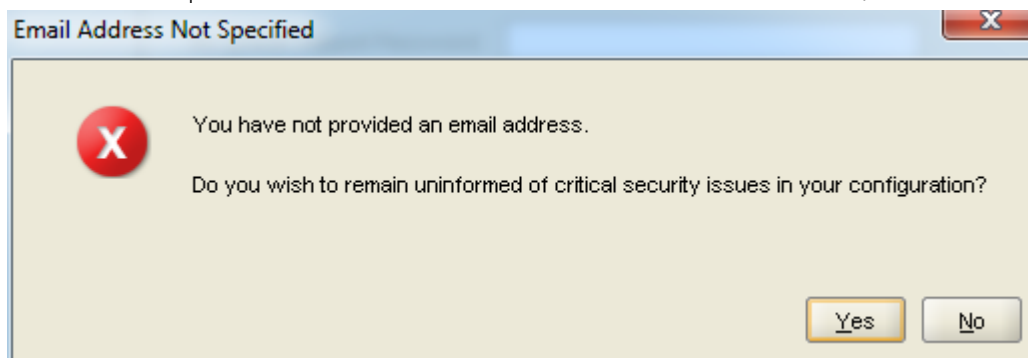 Email Address Not Specified
You have not provided an email address.
Do you wish to remain uninformed of critical security issues in your configuration?
Yes
No